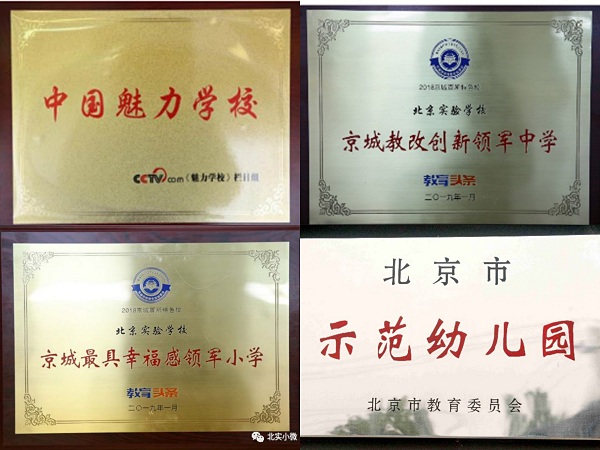 中国魅力学校
CCTV.com《魅力学校》栏目组
北京实验学校
京城教改创新领军中学
教育头条
二〇一九年一月
北京实验学校
京城最具幸福感领军小学
教育头条
二〇一九年一月
北京市
示范幼儿园
北京市教育委员会
北实小微